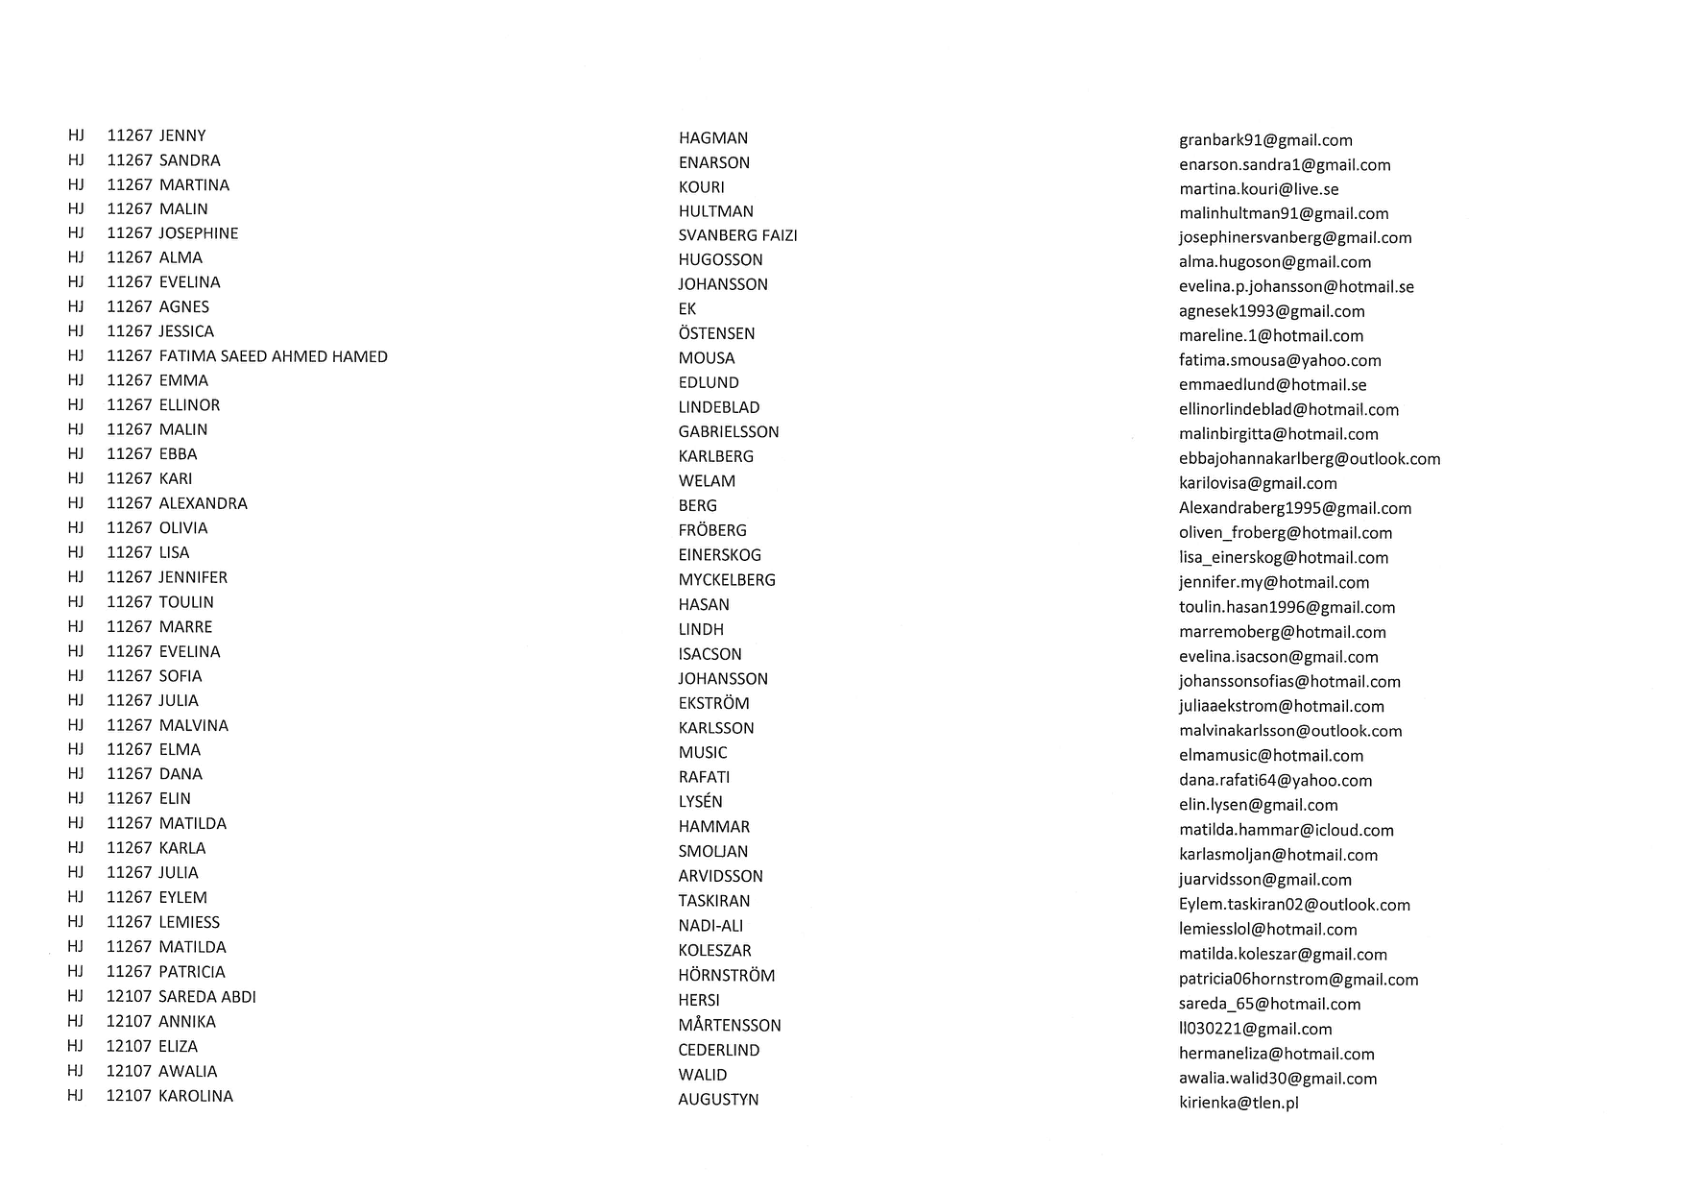 HJ 11267 JENNY HAGMAN granbark91@gmail.com
HJ 11267 SANDRA ENARSON enarson.sandra1@gmail.com
HJ 11267 MARTINA KOURI martina.kouri@live.se
HJ 11267 MALIN HULTMAN malinhultman91@gmail.com
HJ 11267 JOSEPHINE SVANBERG FAIZI josephinersvanberg@gmail.com
HJ 11267 ALMA HUGOSSON alma.hugoson@gmail.com
HJ 11267 EVELINA JOHANSSON evelina.p.johansson@hotmail.se
HJ 11267 AGNES EK agnesek1993@gmail.com
HJ 11267 JESSICA ÖSTENSEN mareline.1@hotmail.com
HJ 11267 FATIMA SAEED AHMED HAMED MOUSA fatima.smousa@yahoo.com
HJ 11267 EMMA EDLUND emmaedlund@hotmail.se
HJ 11267 ELLINOR LINDEBLAD ellinorlindeblad@hotmail.com
HJ 11267 MALIN GABRIELSSON malinbirgitta@hotmail.com
HJ 11267 EBBA KARLBERG ebbajohannakarlberg@outlook.com
HJ 11267 KARI WELAM karilovisa@gmail.com
HJ 11267 ALEXANDRA BERG Alexandraberg1995@gmail.com
HJ 11267 OLIVIA FRÖBERG oliven_froberg@hotmail.com
HJ 11267 LISA EINERSKOG lisa_einerskog@hotmail.com
HJ 11267 JENNIFER MYCKELBERG jennifer.my@hotmail.com
HJ 11267 TOULIN HASAN toulin.hasan1996@gmail.com
HJ 11267 MARRE LINDH marremoberg@hotmail.com
HJ 11267 EVELINA ISACSON evelina.isacson@gmail.com
HJ 11267 SOFIA JOHANSSON johanssonsofias@hotmail.com
HJ 11267 JULIA EKSTRÖM juliaaekstrom@hotmail.com
HJ 11267 MALVINA KARLSSON malvinakarlsson@outlook.com
HJ 11267 ELMA MUSIC elmamusic@hotmail.com
HJ 11267 DANA RAFATI dana.rafati64@yahoo.com
HJ 11267 ELIN LYSÉN elin.lysen@gmail.com
HJ 11267 MATILDA HAMMAR matilda.hammar@icloud.com
HJ 11267 KARLA SMOLJAN karlasmoljan@hotmail.com
HJ 11267 JULIA ARVIDSSON juarvidsson@gmail.com
HJ 11267 EYLEM TASKIRAN Eylem.taskiran02@outlook.com
HJ 11267 LEMIESS NADI-ALI lemiesslol@hotmail.com
HJ 11267 MATILDA KOLESZAR matilda.koleszar@gmail.com
HJ 11267 PATRICIA HÖRNSTRÖM patricia06hornstrom@gmail.com
HJ 12107 SAREDA ABDI HERSI sareda_65@hotmail.com
HJ 12107 ANNIKA MÅRTENSSON ll030221@gmail.com
HJ 12107 ELIZA CEDERLIND hermaneliza@hotmail.com
HJ 12107 AWALIA WALID awalia.walid30@gmail.com
HJ 12107 KAROLINA AUGUSTYN kirienka@tlen.pl